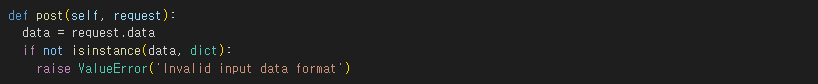 def post(self, request):
  data = request.data
  if not isinstance(data, dict):
    raise ValueError('Invalid input data format')